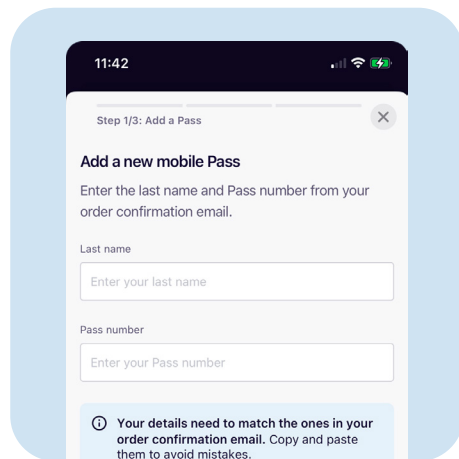 11:42
Step 1/3: Add a Pass
Add a new mobile Pass
Enter the last name and Pass number from your
order confirmation email.
Last name
Enter your last name
Pass number
Enter your Pass number
Your details need to match the ones in your
order confirmation email. Copy and paste
them to avoid mistakes.